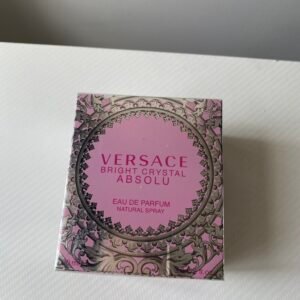 VERSACE
BRIGHT CRYSTAL
ABSOLU
EAU DE PARFUM
NATURAL SPRAY